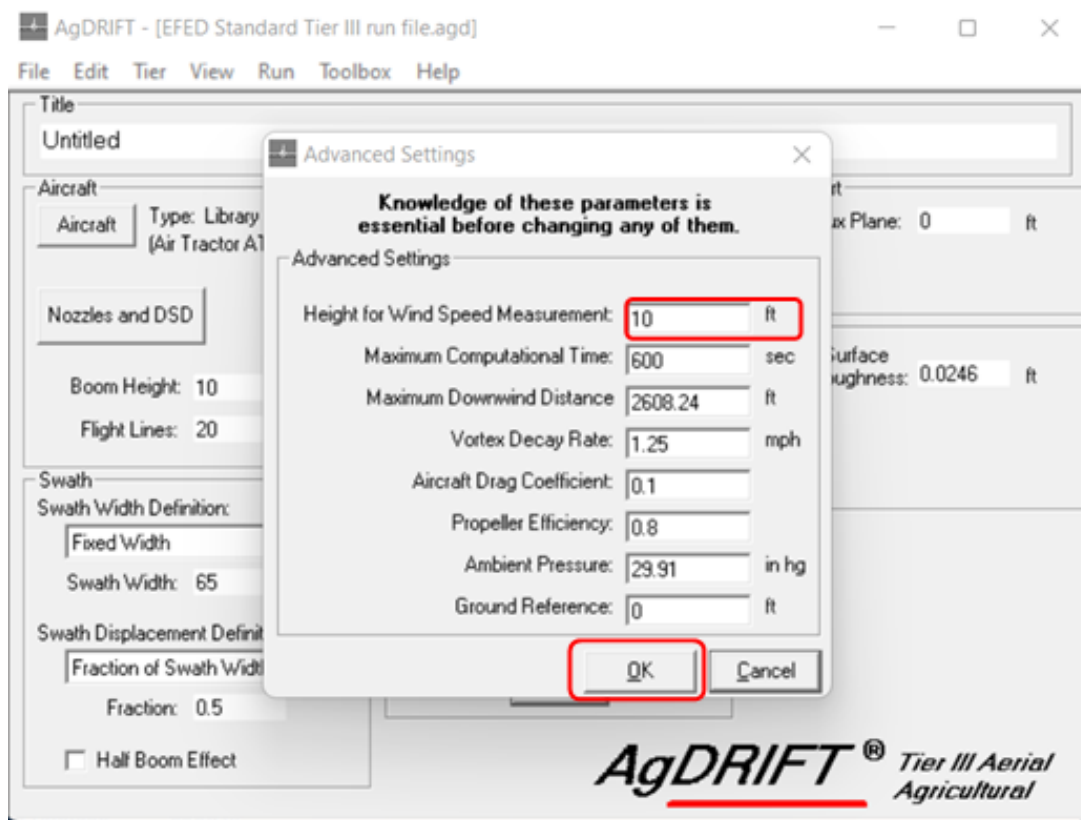 AgDRIFT - [EFED Standard Tier III run file.agd]
File Edit Tier View Run Toolbox Help
Title
Untitled
Aircraft
Aircraft
Type: Library
(Air Tractor AT
Nozzles and DSD
Boom Height: 10
Flight Lines: 20
Swath
Swath Width Definition:
Fixed Width
Swath Width: 65
Swath Displacement Definit
Fraction of Swath Widt
Fraction: 0.5
Half Boom Effect
Advanced Settings
Knowledge of these parameters is
essential before changing any of them.
Advanced Settings
Height for Wind Speed Measurement: 10 ft
Maximum Computational Time: 600 sec
Maximum Downwind Distance 2608.24 ft
Vortex Decay Rate: 1.25 mph
Aircraft Drag Coefficient: 0.1
Propeller Efficiency: 0.8
Ambient Pressure: 29.91 in hg
Ground Reference: 0 ft
OK Cancel
Plane: 0 ft
Surface
0.0246 ft
AgDRIFT® Tier III Aerial
Agricultural